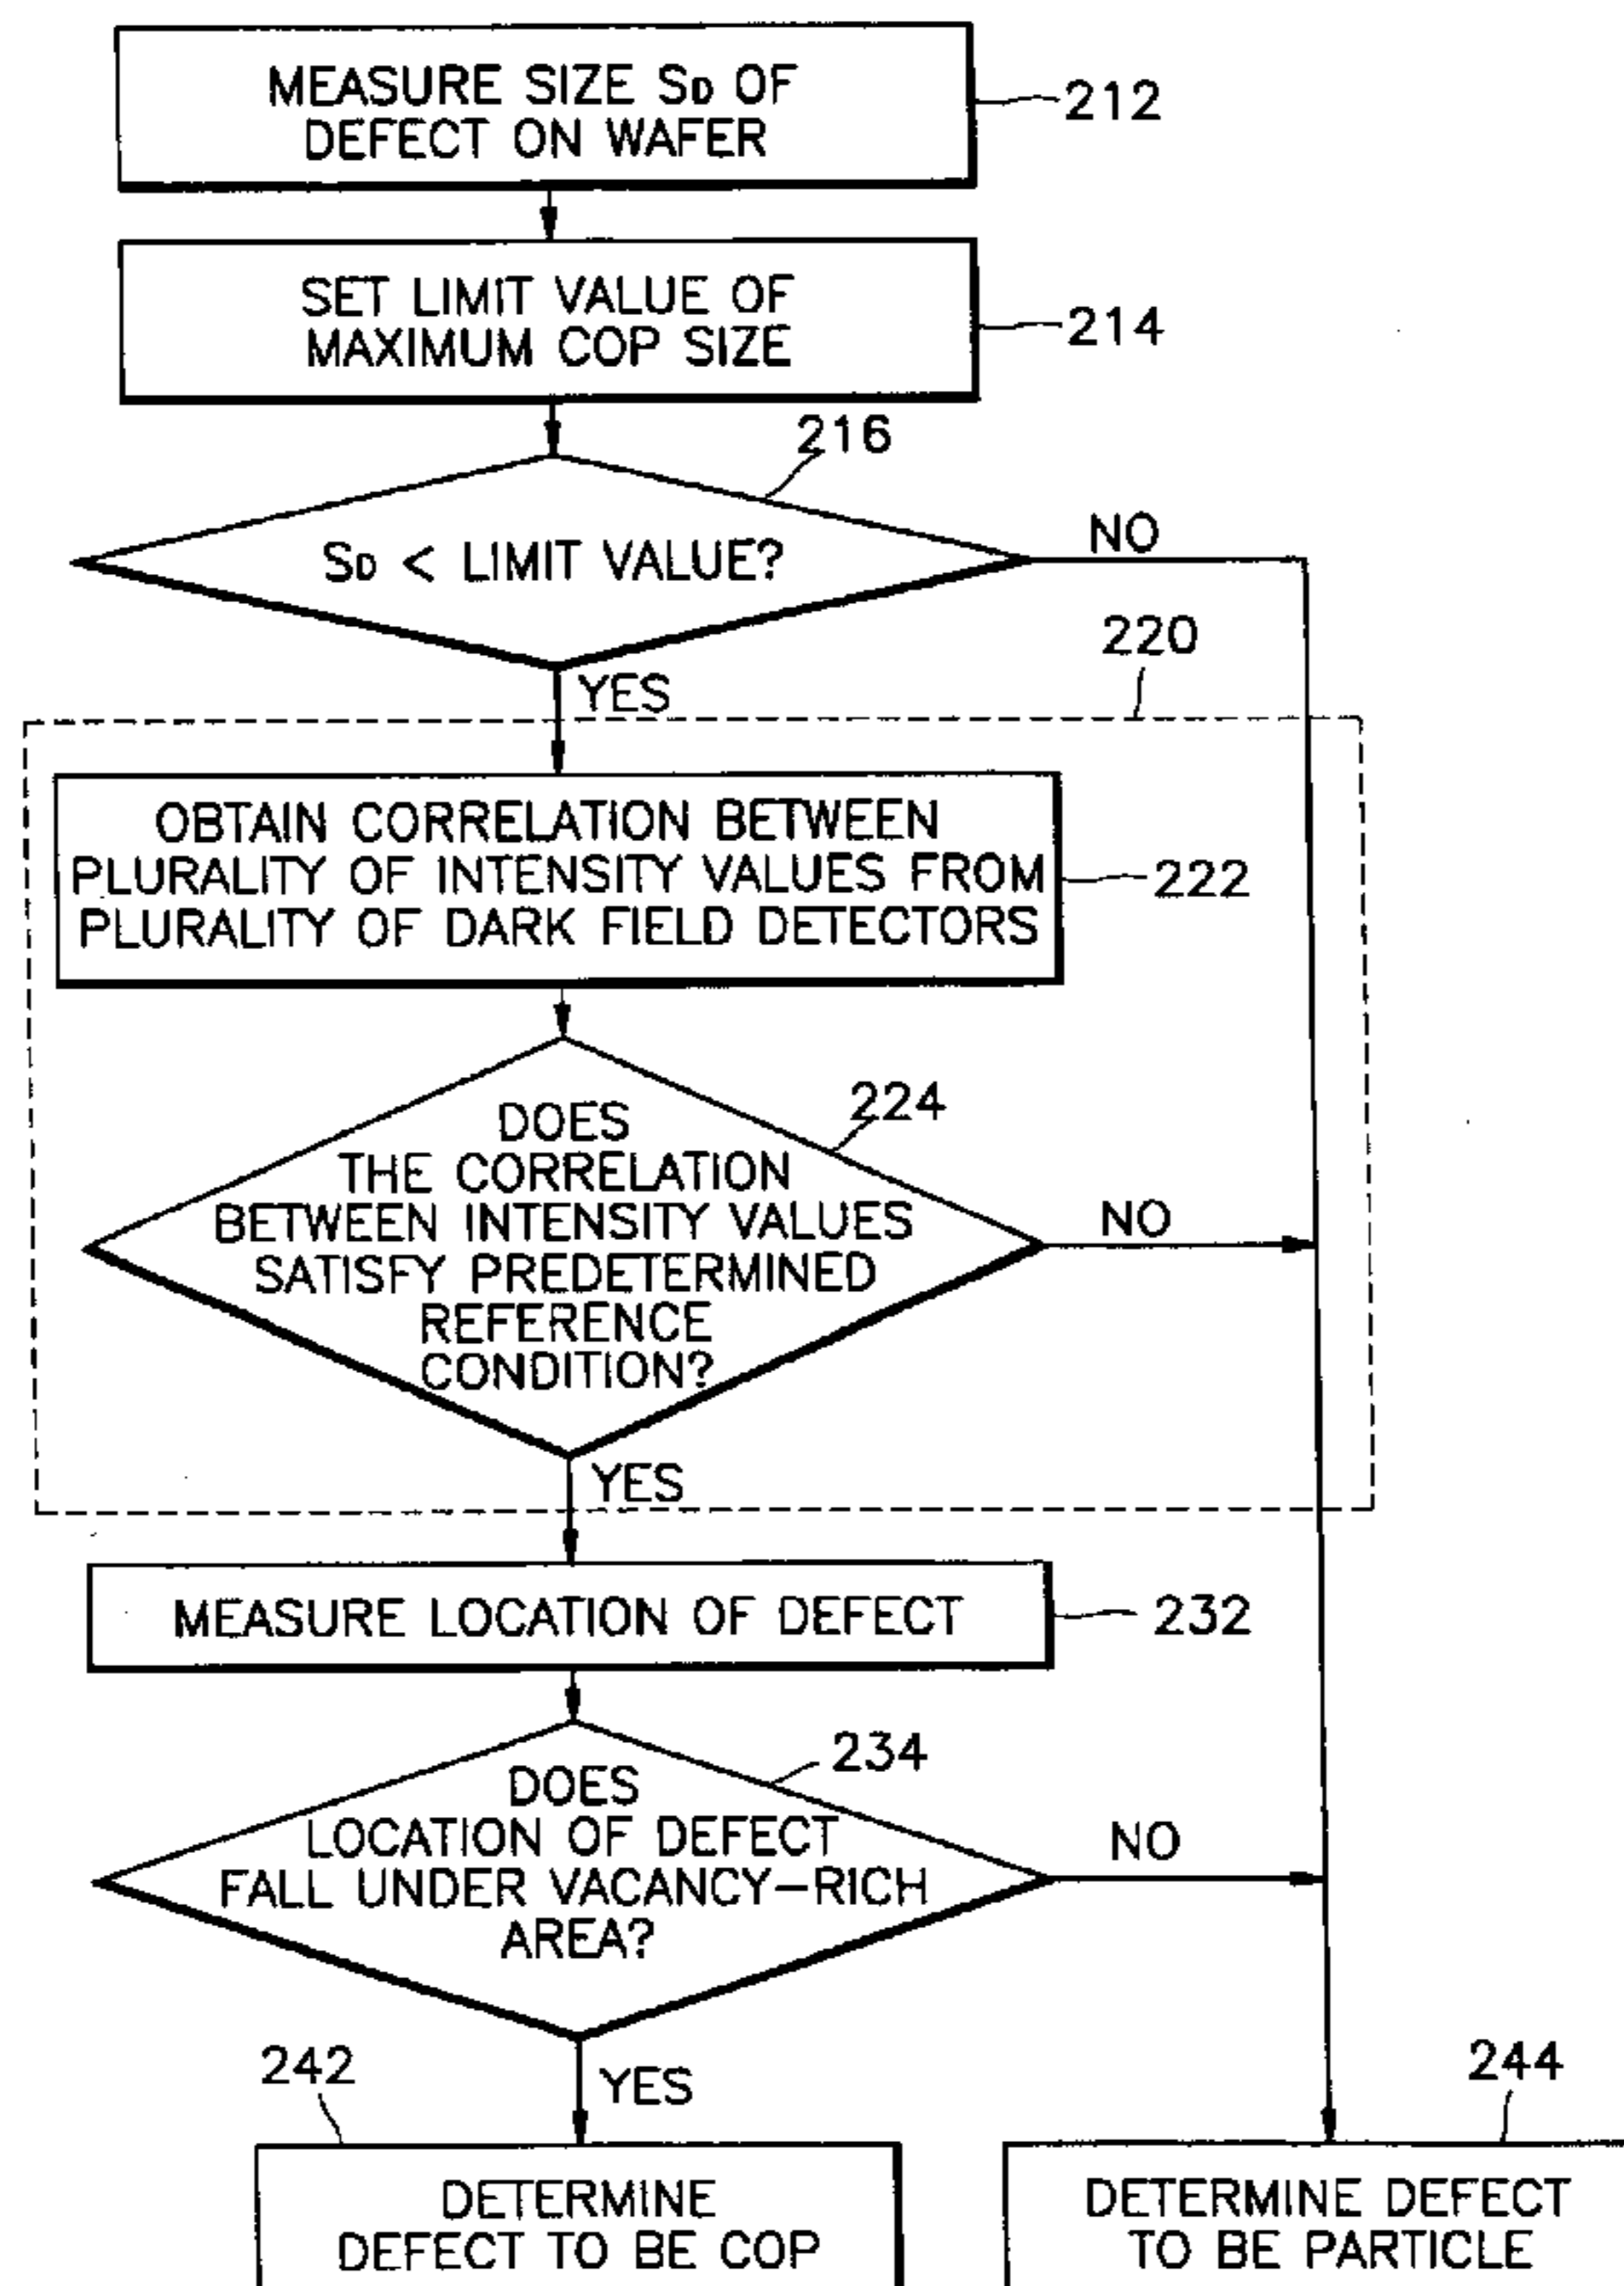 MEASURE SIZE SD OF
DEFECT ON WAFER
212
SET LIMIT VALUE OF
MAXIMUM COP SIZE
214
216
SD < LIMIT VALUE?
NO
220
YES
OBTAIN CORRELATION BETWEEN
PLURALITY OF INTENSITY VALUES FROM
PLURALITY OF DARK FIELD DETECTORS
222
224
DOES
THE CORRELATION
BETWEEN INTENSITY VALUES
SATISFY PREDETERMINED
REFERENCE
CONDITION?
NO
YES
MEASURE LOCATION OF DEFECT
232
234
DOES
LOCATION OF DEFECT
FALL UNDER VACANCY-RICH
AREA?
NO
YES
242
244
DETERMINE
DEFECT TO BE COP
DETERMINE DEFECT
TO BE PARTICLE